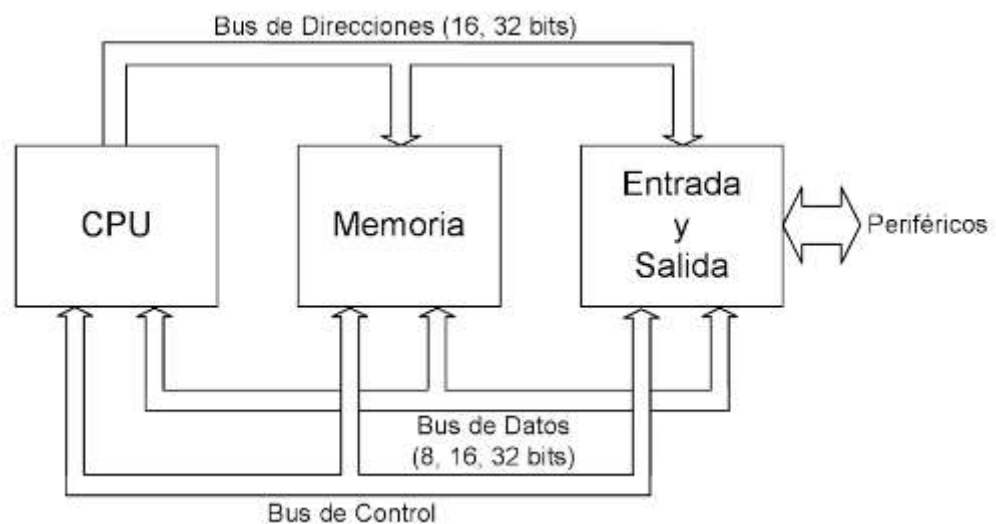 Bus de Direcciones (16, 32 bits)
CPU
Memoria
Entrada
y
Salida
Periféricos
Bus de Datos
(8, 16, 32 bits)
Bus de Control